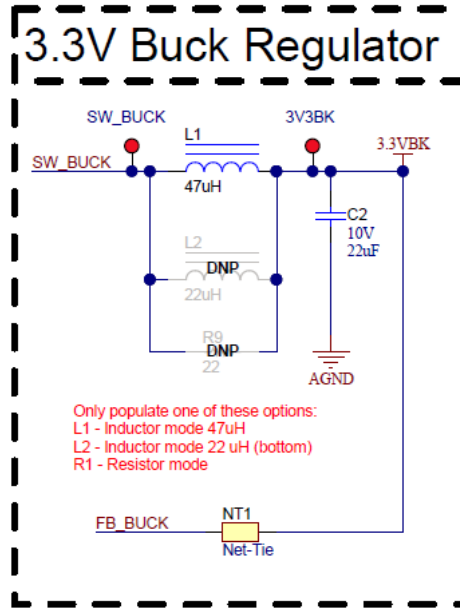 3.3V Buck Regulator
SW_BUCK
3V3BK
L1
3.3VBK
SW_BUCK
47uH
C2
10V
22uF
L2
DNP
22uH
R9
DNP
22
AGND
Only populate one of these options:
L1 - Inductor mode 47uH
L2 - Inductor mode 22 uH (bottom)
R1 - Resistor mode
NT1
FB_BUCK
Net-Tie